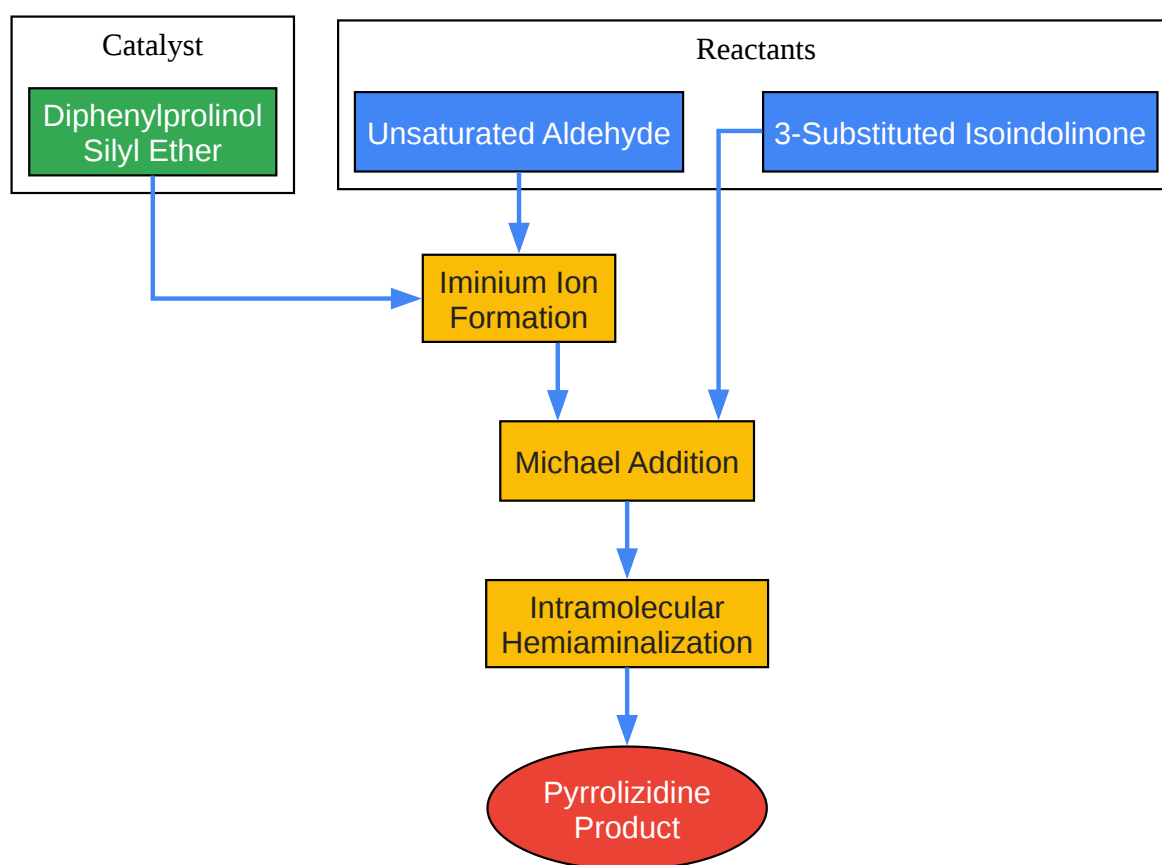 Catalyst
Reactants
Diphenylprolinol
Silyl Ether
Unsaturated Aldehyde
3-Substituted Isoindolinone
Iminium Ion
Formation
Michael Addition
Intramolecular
Hemiaminalization
Pyrrolizidine
Product